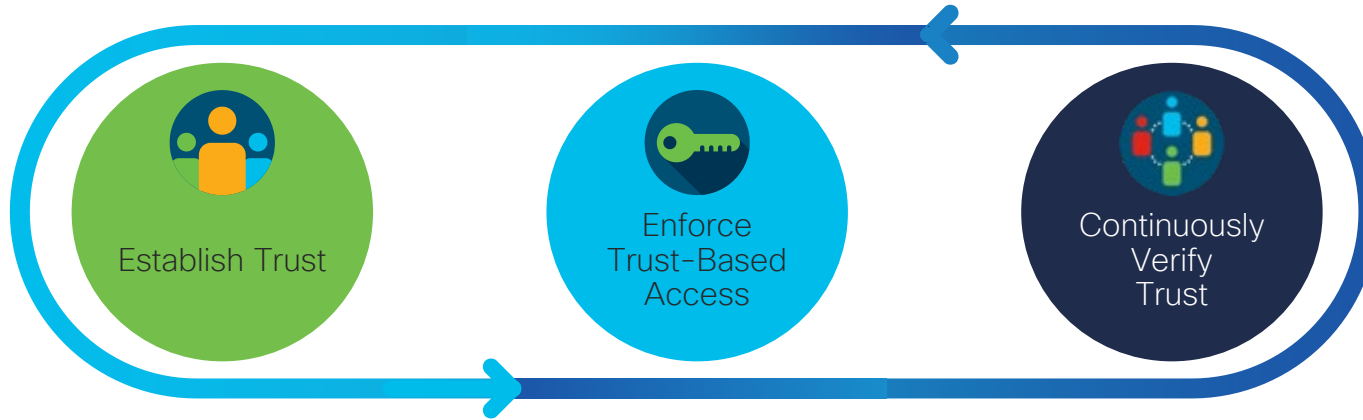 Establish Trust
Enforce
Trust-Based
Access
Continuously
Verify
Trust